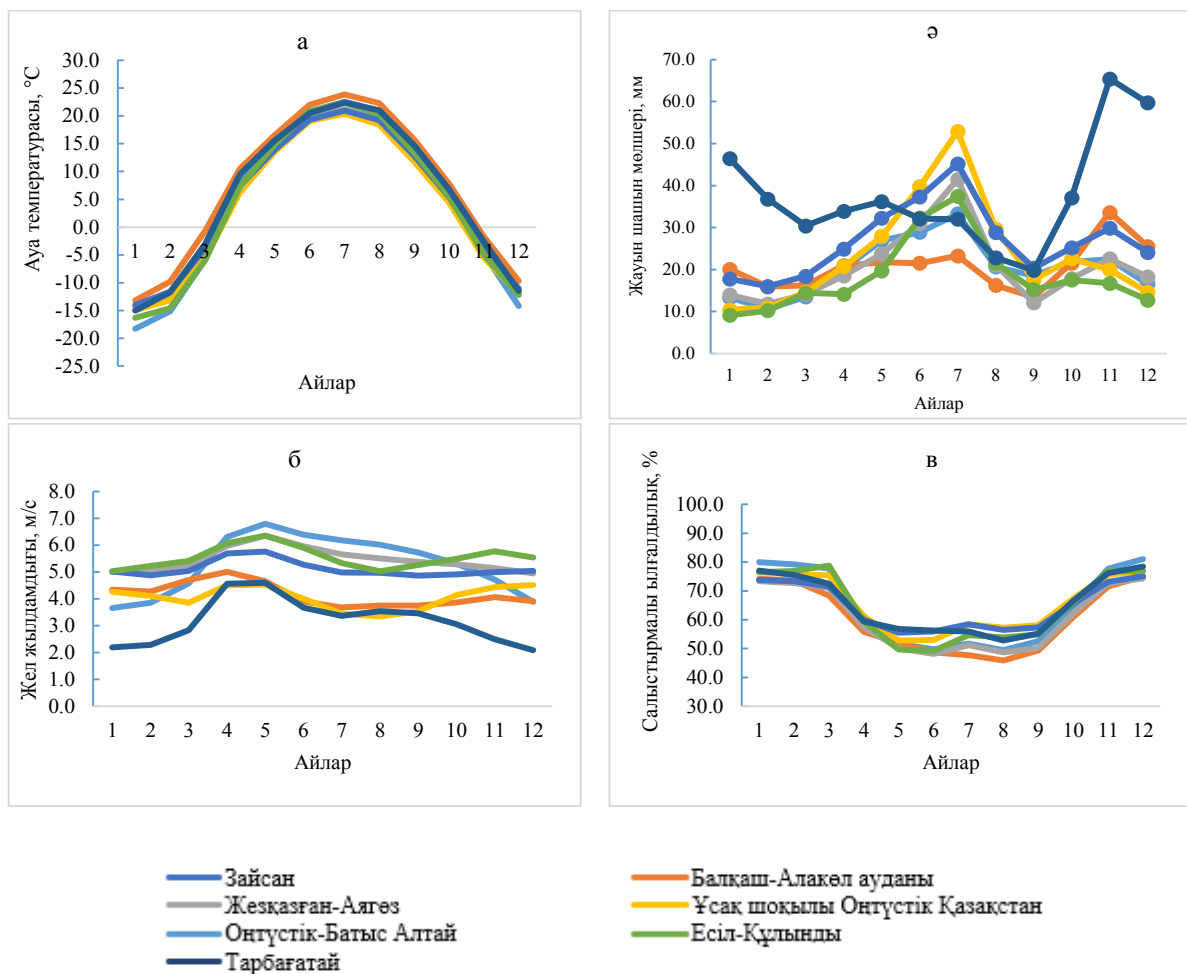 а
Ауа температурасы, °С
30.0
25.0
20.0
15.0
10.0
5.0
0.0
-5.0
-10.0
-15.0
-20.0
-25.0
1 2 3 4 5 6 7 8 9 10 11 12
Айлар
ә
Жауын шашын мөлшері, мм
70.0
60.0
50.0
40.0
30.0
20.0
10.0
0.0
1 2 3 4 5 6 7 8 9 10 11 12
Айлар
б
Жел жылдамдығы, м/с
8.0
7.0
6.0
5.0
4.0
3.0
2.0
1.0
0.0
1 2 3 4 5 6 7 8 9 10 11 12
Айлар
в
Салыстырмалы ылғалдылық, %
100.0
90.0
80.0
70.0
60.0
50.0
40.0
30.0
1 2 3 4 5 6 7 8 9 10 11 12
Айлар
Зайсан
Балқаш-Алакөл ауданы
Жезқазған-Аягөз
Ұсақ шоқылы Оңтүстік Қазақстан
Оңтүстік-Батыс Алтай
Есіл-Құлынды
Тарбағатай